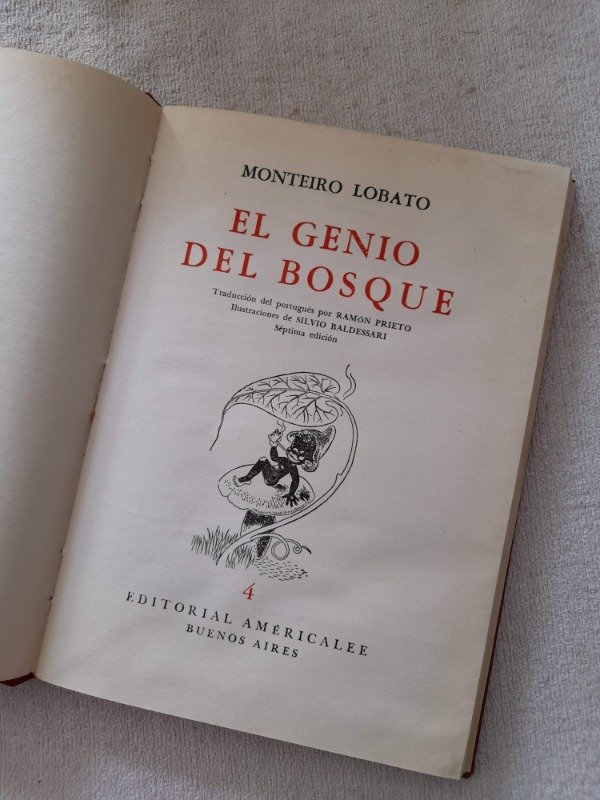 MONTEIRO LOBATO
EL GENIO
DEL BOSQUE
Traducción del portugués por RAMÓN PRIETO
Ilustraciones de SILVIO BALDESSARI
Séptima edición
4
EDITORIAL AMÉRICALEE
BUENOS AIRES